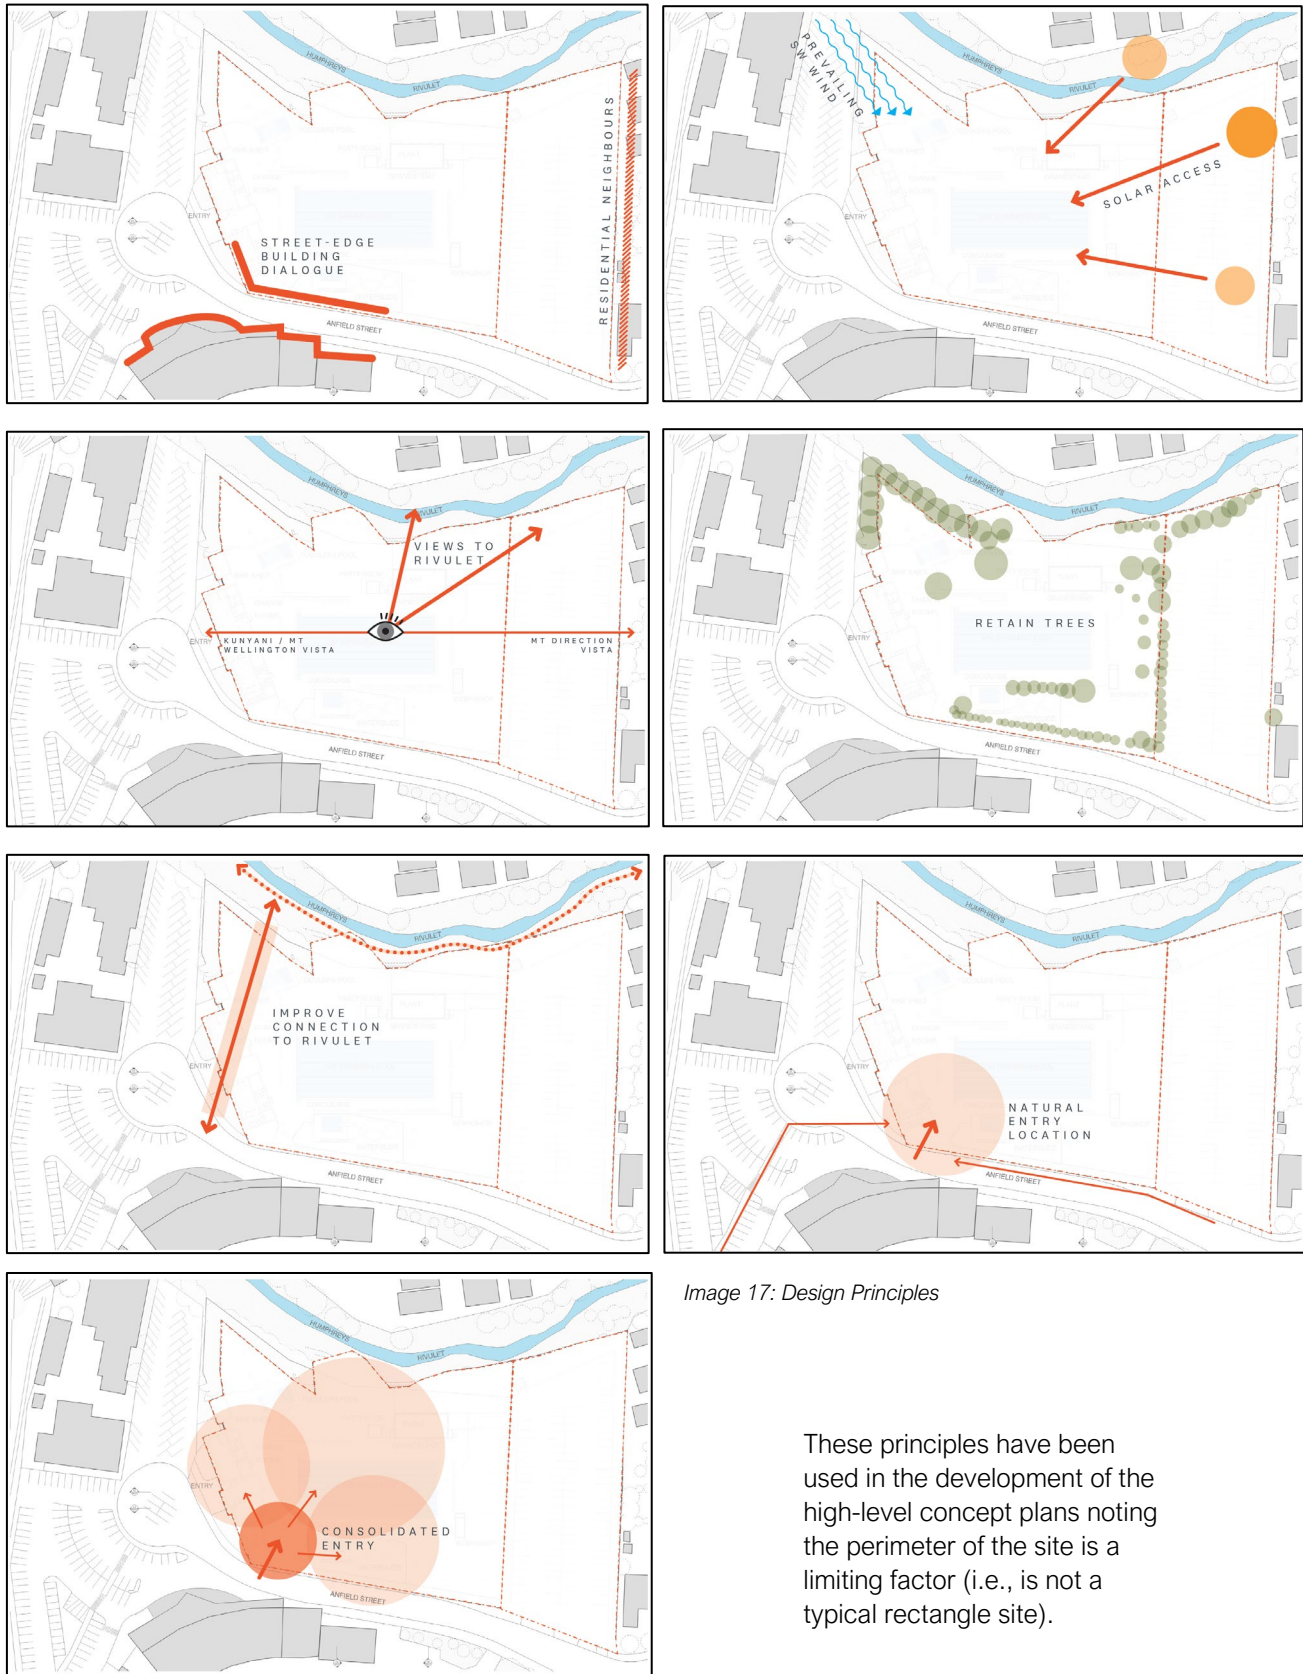 HUMPHREYS
RIVULET
RESIDENTIAL NEIGHBOURS
ENTRY
STREET-EDGE
BUILDING
DIALOGUE
ANFIELD STREET
PREVAILING
SW WIND
RIVULET
HUMPHREYS
SOLAR ACCESS
HUMPHREYS
RIVULET
VIEWS TO
RIVULET
ENTRY
KUNYANI / MT
WELLINGTON VISTA
MT DIRECTION
VISTA
ANFIELD STREET
HUMPHREYS
RIVULET
RETAIN TREES
ANFIELD STREET
HUMPHREYS
RIVULET
IMPROVE
CONNECTION
TO RIVULET
ENTRY
ANFIELD STREET
HUMPHREYS
RIVULET
ENTRY
NATURAL
ENTRY
LOCATION
ANFIELD STREET
HUMPHREYS
RIVULET
ENTRY
CONSOLIDATED
ENTRY
ANFIELD STREET
Image 17: Design Principles
These principles have been
used in the development of the
high-level concept plans noting
the perimeter of the site is a
limiting factor (i.e., is not a
typical rectangle site).